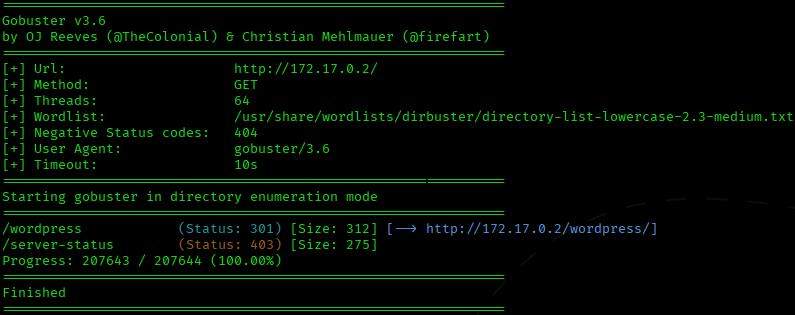 ===============================================================
Gobuster v3.6
by OJ Reeves (@TheColonial) & Christian Mehlmauer (@firefart)
===============================================================
[+] Url:                     http://172.17.0.2/
[+] Method:                  GET
[+] Threads:                 64
[+] Wordlist:                /usr/share/wordlists/dirbuster/directory-list-lowercase-2.3-medium.txt
[+] Negative Status codes:   404
[+] User Agent:              gobuster/3.6
[+] Timeout:                 10s
===============================================================
Starting gobuster in directory enumeration mode
===============================================================
/wordpress            (Status: 301) [Size: 312] [--> http://172.17.0.2/wordpress/]
/server-status        (Status: 403) [Size: 275]
Progress: 207643 / 207644 (100.00%)
===============================================================
Finished
===============================================================